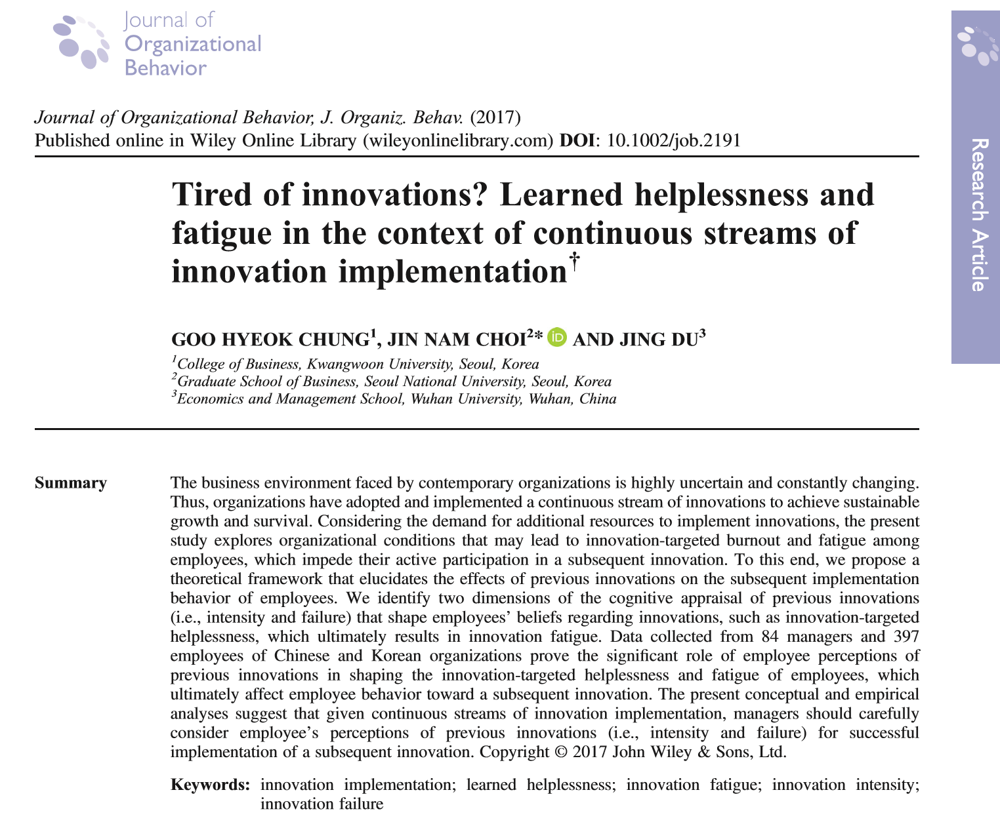 Journal of
Organizational
Behavior
Journal of Organizational Behavior, J. Organiz. Behav. (2017)
Published online in Wiley Online Library (wileyonlinelibrary.com) DOI: 10.1002/job.2191
Research Article
Tired of innovations? Learned helplessness and
fatigue in the context of continuous streams of
innovation implementation†
GOO HYEOK CHUNG1, JIN NAM CHOI2* iD AND JING DU3
1College of Business, Kwangwoon University, Seoul, Korea
2Graduate School of Business, Seoul National University, Seoul, Korea
3Economics and Management School, Wuhan University, Wuhan, China
Summary
The business environment faced by contemporary organizations is highly uncertain and constantly changing.
Thus, organizations have adopted and implemented a continuous stream of innovations to achieve sustainable
growth and survival. Considering the demand for additional resources to implement innovations, the present
study explores organizational conditions that may lead to innovation-targeted burnout and fatigue among
employees, which impede their active participation in a subsequent innovation. To this end, we propose a
theoretical framework that elucidates the effects of previous innovations on the subsequent implementation
behavior of employees. We identify two dimensions of the cognitive appraisal of previous innovations
(i.e., intensity and failure) that shape employees’ beliefs regarding innovations, such as innovation-targeted
helplessness, which ultimately results in innovation fatigue. Data collected from 84 managers and 397
employees of Chinese and Korean organizations prove the significant role of employee perceptions of
previous innovations in shaping the innovation-targeted helplessness and fatigue of employees, which
ultimately affect employee behavior toward a subsequent innovation. The present conceptual and empirical
analyses suggest that given continuous streams of innovation implementation, managers should carefully
consider employee’s perceptions of previous innovations (i.e., intensity and failure) for successful
implementation of a subsequent innovation. Copyright © 2017 John Wiley & Sons, Ltd.
Keywords: innovation implementation; learned helplessness; innovation fatigue; innovation intensity;
innovation failure